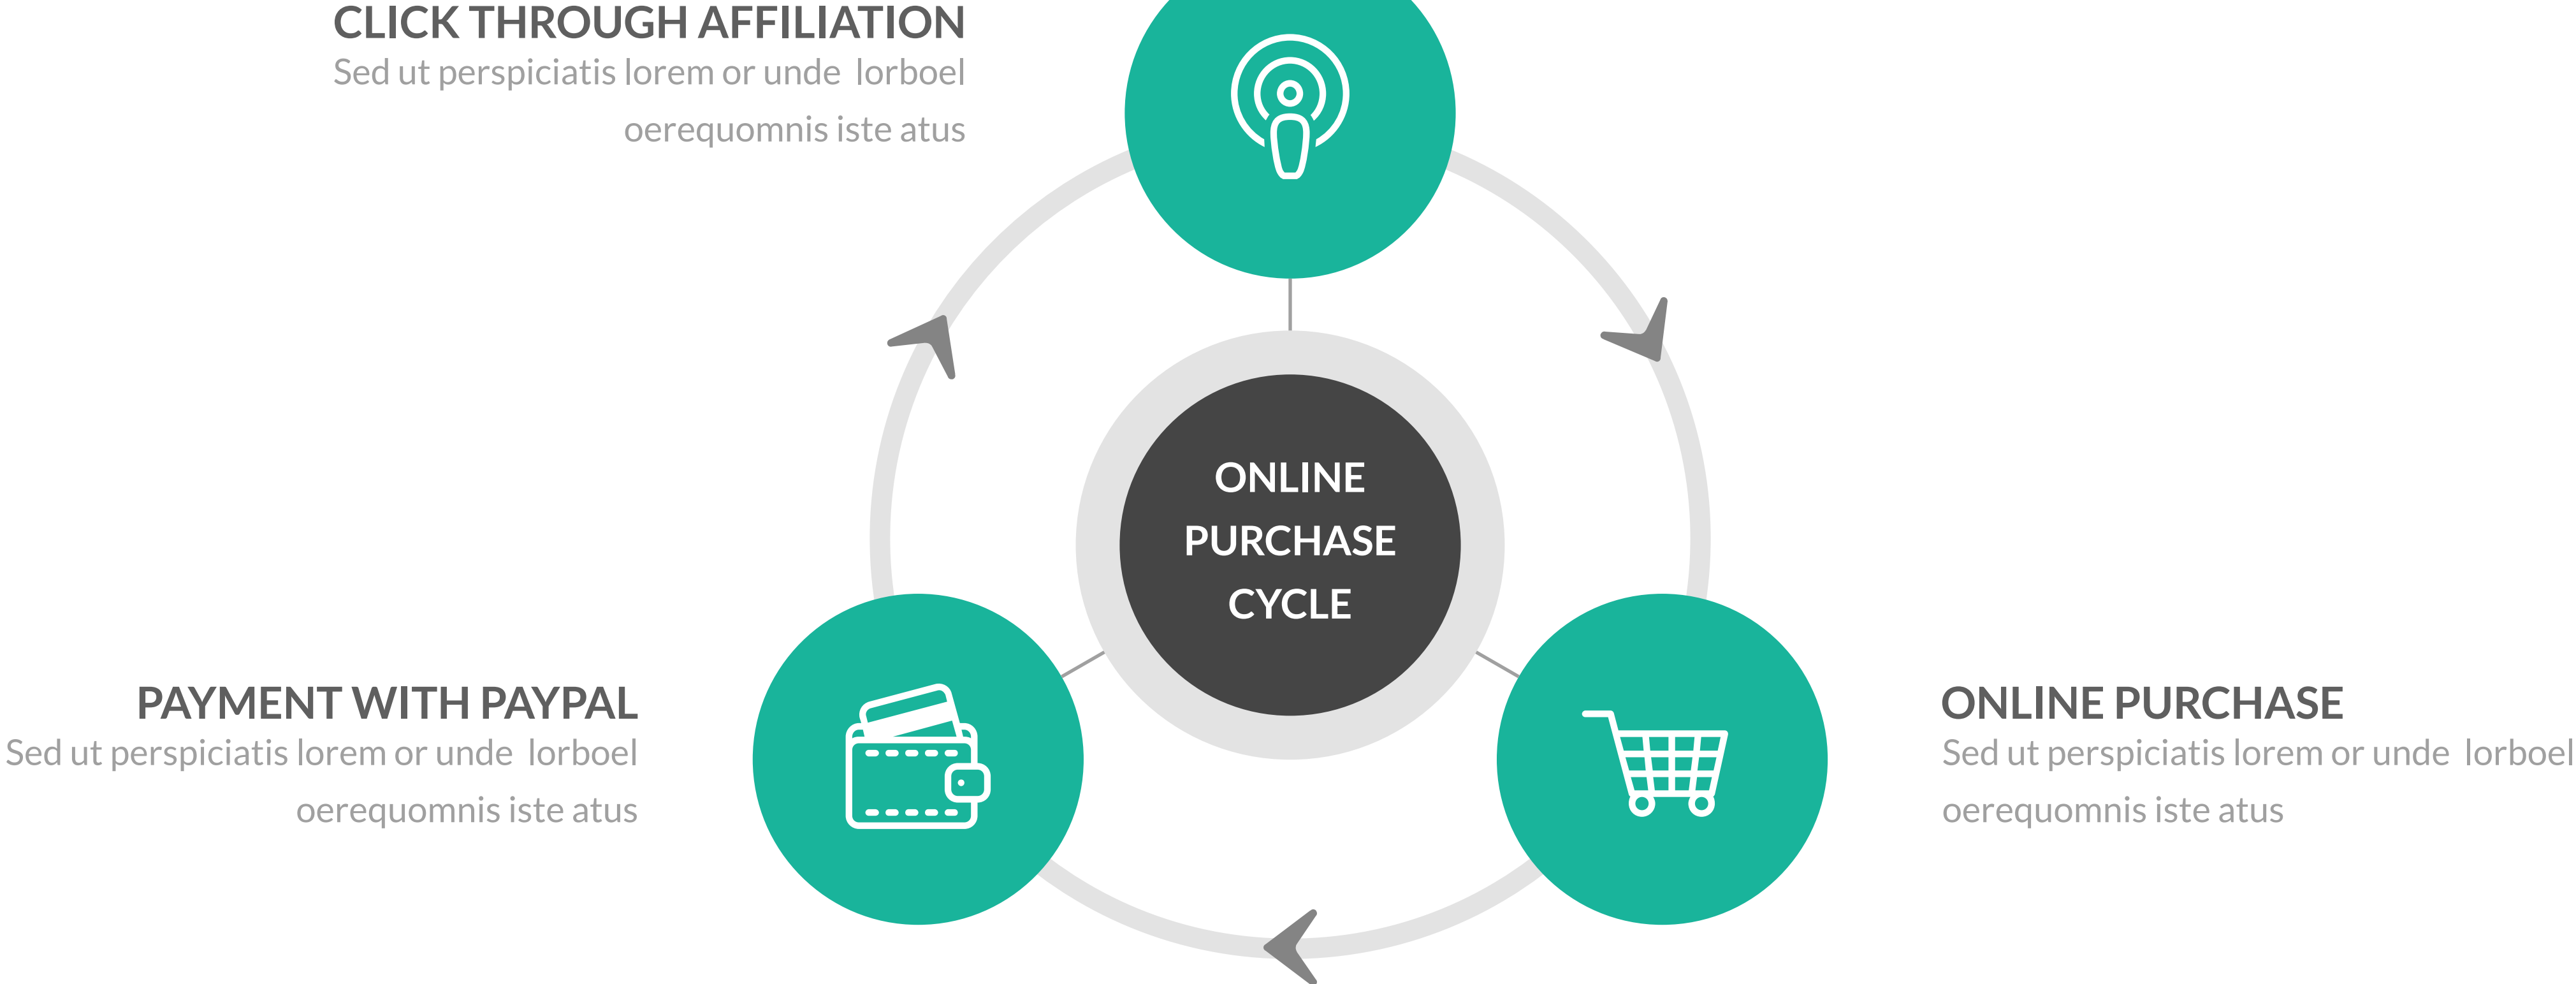 CLICK THROUGH AFFILIATION
Sed ut perspiciatis lorem or unde  lorboel
oerequomnis iste atus
ONLINE
PURCHASE
CYCLE
PAYMENT WITH PAYPAL
Sed ut perspiciatis lorem or unde  lorboel
oerequomnis iste atus
ONLINE PURCHASE
Sed ut perspiciatis lorem or unde  lorboel
oerequomnis iste atus